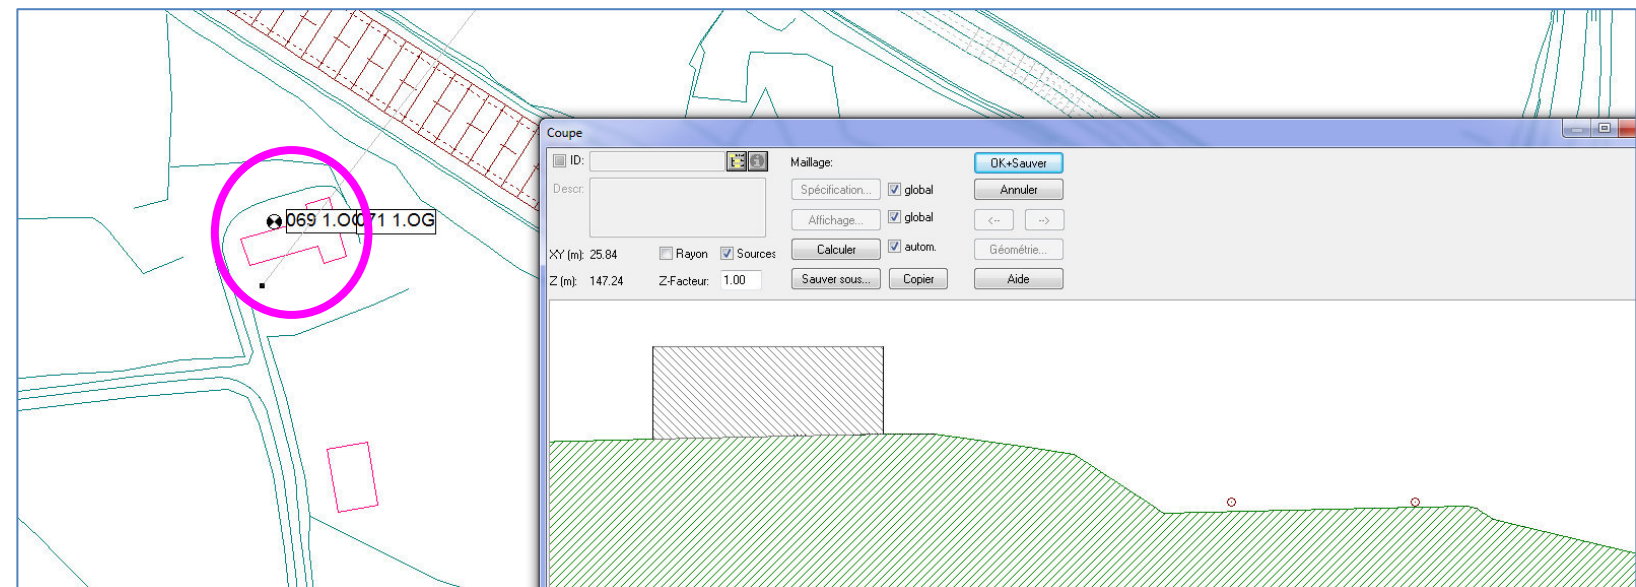 069 1.OG
071 1.OG
Coupe
ID:
Maillage:
OK+Sauver
Descr:
Spécification...
global
Annuler
Affichage...
global
<--
-->
Calculer
autom.
Géométrie...
XY (m): 25.84
Rayon
Sources
Z (m): 147.24
Z-Facteur:
1.00
Sauver sous...
Copier
Aide